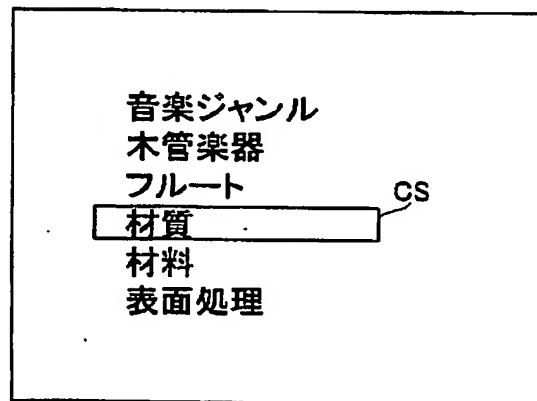 音楽ジャンル
木管楽器
フルート
CS
材質
材料
表面処理